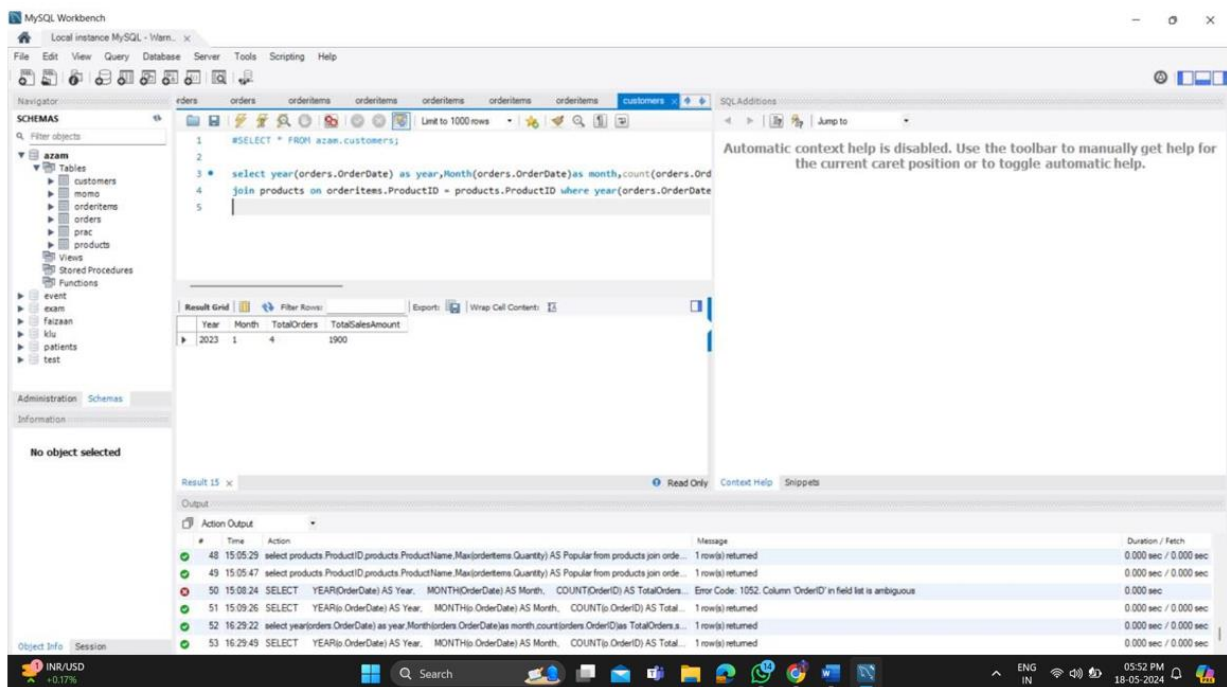 MySQL Workbench
Local instance MySQL - Warn..
File Edit View Query Database Server Tools Scripting Help
Navigator
SCHEMAS
Filter objects
azam
Tables
customers
momo
orderitems
orders
prac
products
Views
Stored Procedures
Functions
event
exam
faizaan
klu
patients
test
Administration Schemas
Information
No object selected
Object Info Session
rders orders orderitems orderitems orderitems orderitems orderitems customers
Limit to 1000 rows
1 #SELECT * FROM azam.customers;
2
3 select year(orders.OrderDate) as year,Month(orders.OrderDate)as month,count(orders.Ord
4 join products on orderitems.ProductID = products.ProductID where year(orders.OrderDate
5
Result Grid Filter Rows: Export: Wrap Cell Content:
Year Month TotalOrders TotalSalesAmount
2023 1 4 1900
Result 15 Read Only
SQLAdditions
Jump to
Automatic context help is disabled. Use the toolbar to manually get help for
the current caret position or to toggle automatic help.
Context Help Snippets
Output
Action Output
# Time Action Message Duration / Fetch
48 15:05:29 select products.ProductID,products.ProductName,Max(orderitems.Quantity) AS Popular from products join orde... 1 row(s) returned 0.000 sec / 0.000 sec
49 15:05:47 select products.ProductID,products.ProductName,Max(orderitems.Quantity) AS Popular from products join orde... 1 row(s) returned 0.000 sec / 0.000 sec
50 15:08:24 SELECT YEAR(OrderDate) AS Year, MONTH(OrderDate) AS Month, COUNT(OrderID) AS TotalOrders... Error Code: 1052. Column 'OrderID' in field list is ambiguous 0.000 sec
51 15:09:26 SELECT YEAR(o.OrderDate) AS Year, MONTH(o.OrderDate) AS Month, COUNT(o.OrderID) AS Total... 1 row(s) returned 0.000 sec / 0.000 sec
52 16:29:22 select year(orders.OrderDate) as year,Month(orders.OrderDate)as month,count(orders.OrderID)as TotalOrders,s... 1 row(s) returned 0.000 sec / 0.000 sec
53 16:29:49 SELECT YEAR(o.OrderDate) AS Year, MONTH(o.OrderDate) AS Month, COUNT(o.OrderID) AS Total... 1 row(s) returned 0.000 sec / 0.000 sec
INR/USD
+0.17%
Search
14
ENG
IN
05:52 PM
18-05-2024